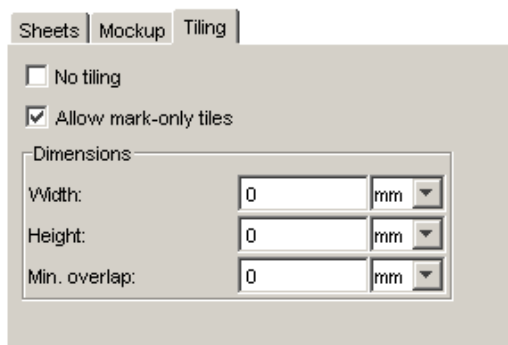 Sheets Mockup Tiling
No tiling
Allow mark-only tiles
Dimensions
Width: 0 mm
Height: 0 mm
Min. overlap: 0 mm